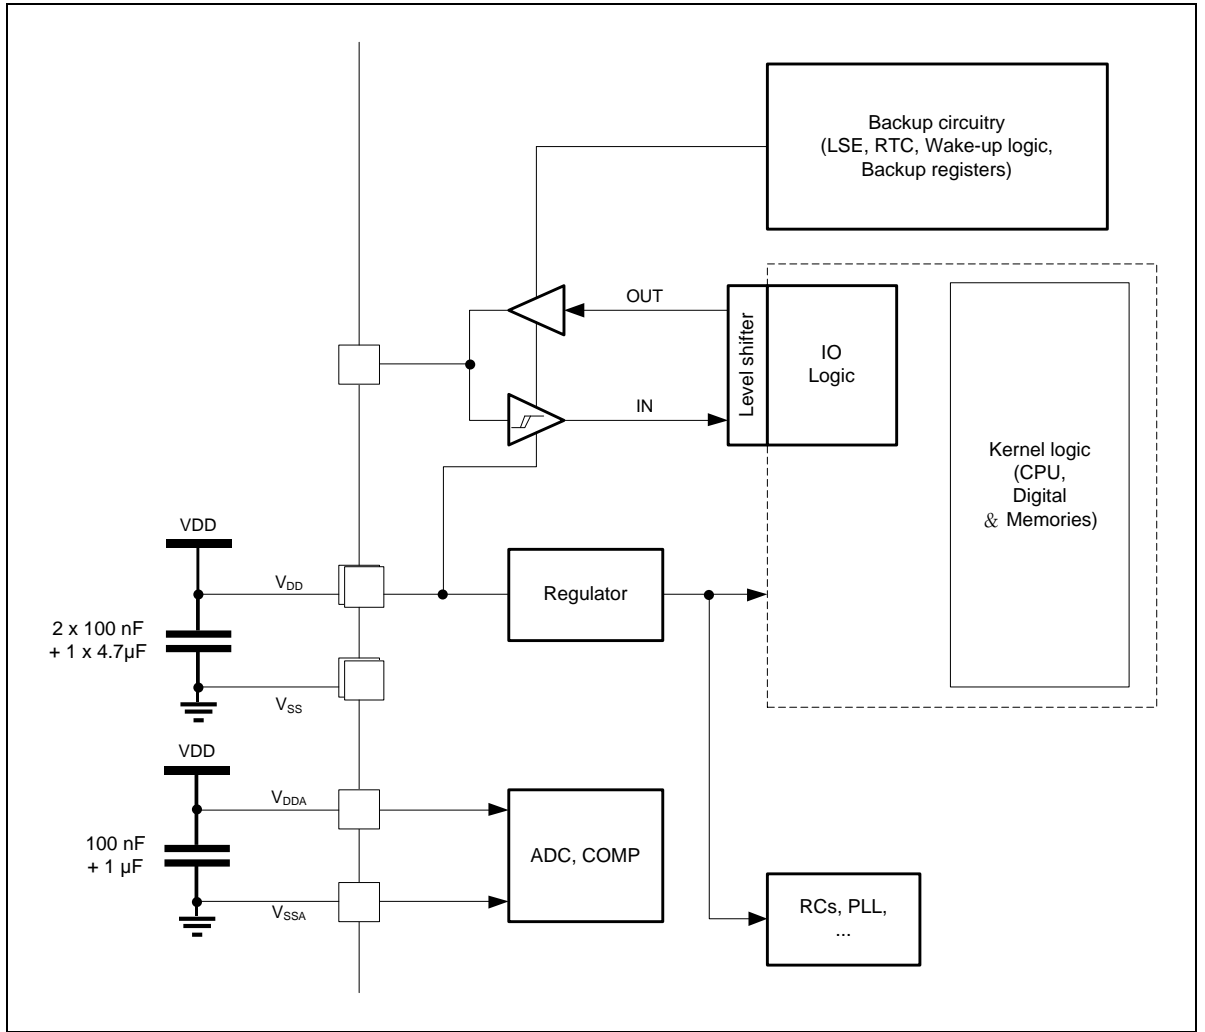 Backup circuitry
(LSE, RTC, Wake-up logic,
Backup registers)
OUT
Level shifter
IO
Logic
IN
Kernel logic
(CPU,
Digital
& Memories)
VDD
VDD
2 x 100 nF
+ 1 x 4.7µF
Regulator
VSS
VDD
VDDA
100 nF
+ 1 µF
ADC, COMP
VSSA
RCs, PLL,
...